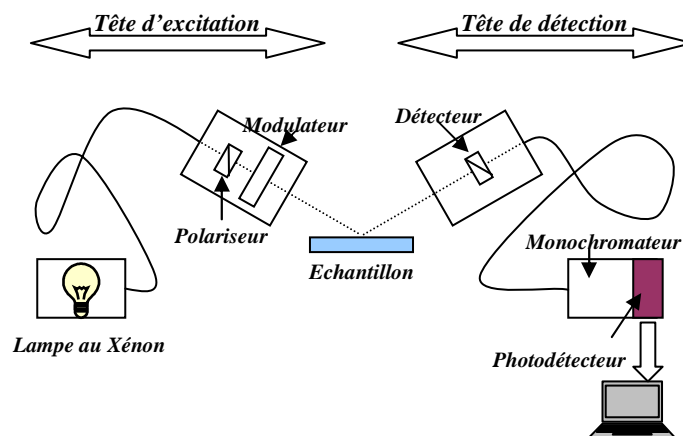 Tête d'excitation
Tête de détection
Modulateur
Détecteur
Polariseur
Echantillon
Monochromateur
Lampe au Xénon
Photodétecteur